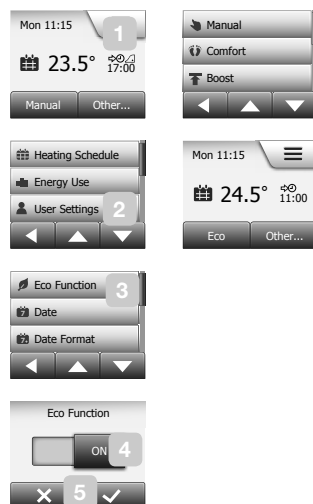 Mon 11:15
1
23.5°
17:00
Manual
Other...
Heating Schedule
Energy Use
User Settings
2
Eco Function
3
Date
Date Format
Eco Function
ON
4
5
Manual
Comfort
Boost
Mon 11:15
24.5°
11:00
Eco
Other...